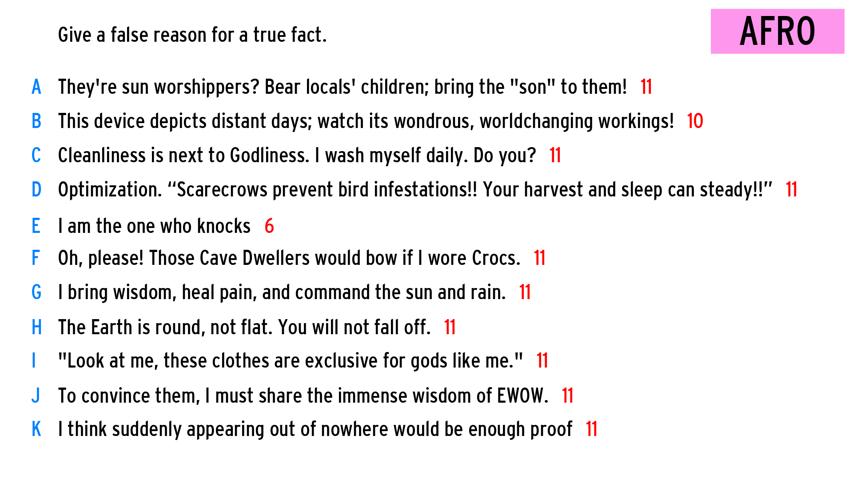 Give a false reason for a true fact.
AFRO
A They're sun worshippers? Bear locals' children; bring the "son" to them! 11
B This device depicts distant days; watch its wondrous, worldchanging workings! 10
C Cleanliness is next to Godliness. I wash myself daily. Do you? 11
D Optimization. “Scarecrows prevent bird infestations!! Your harvest and sleep can steady!!” 11
E I am the one who knocks 6
F Oh, please! Those Cave Dwellers would bow if I wore Crocs. 11
G I bring wisdom, heal pain, and command the sun and rain. 11
H The Earth is round, not flat. You will not fall off. 11
I "Look at me, these clothes are exclusive for gods like me." 11
J To convince them, I must share the immense wisdom of EWOW. 11
K I think suddenly appearing out of nowhere would be enough proof 11